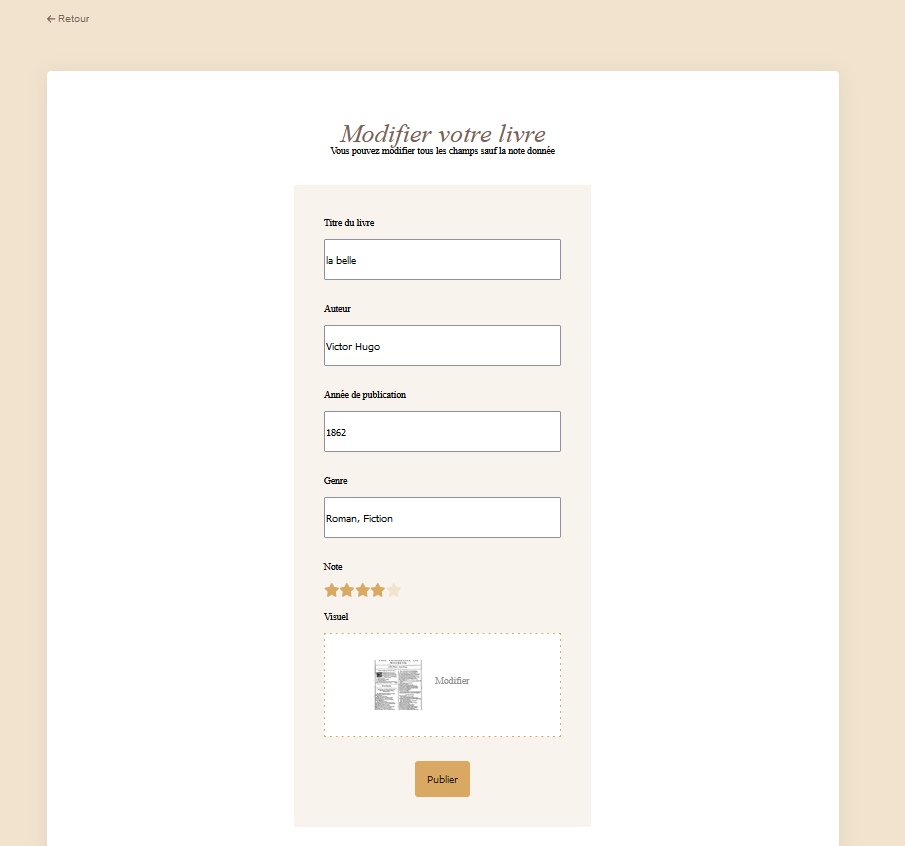 Retour
Modifier votre livre
Vous pouvez modifier tous les champs sauf la note donnée
Titre du livre
la belle
Auteur
Victor Hugo
Année de publication
1862
Genre
Roman, Fiction
Note
Visuel
Modifier
Publier